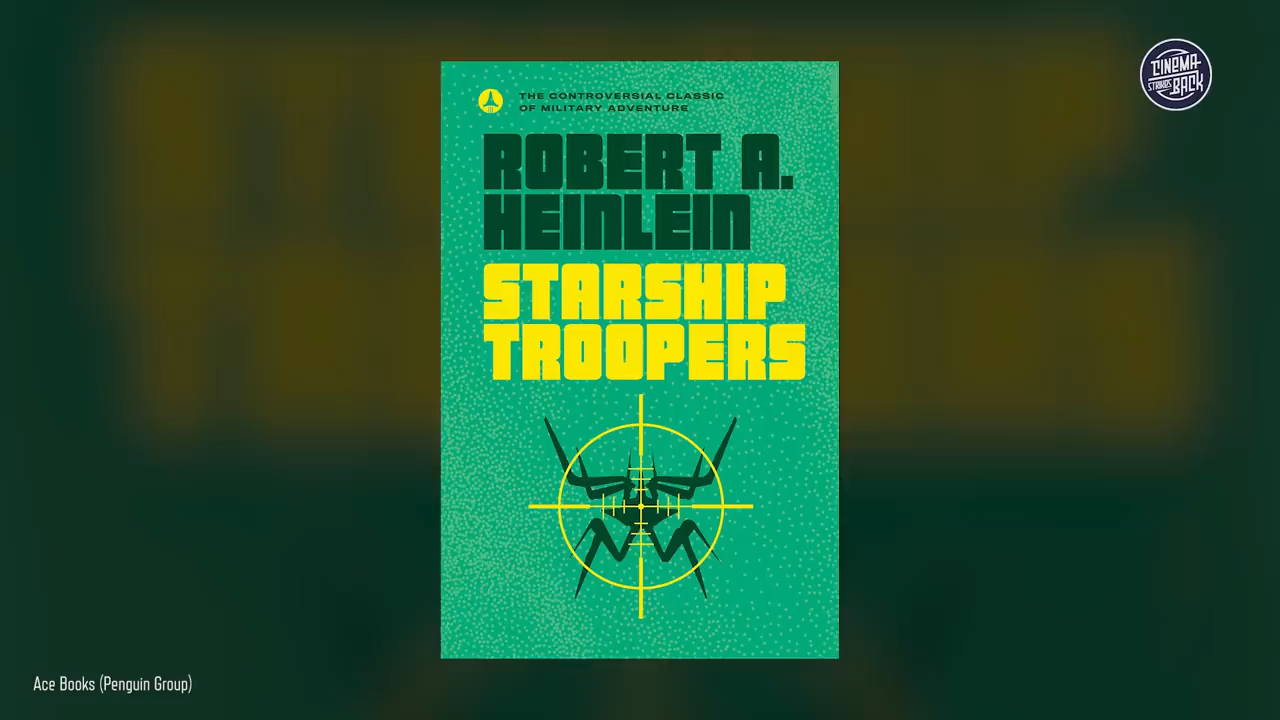 THE CONTROVERSIAL CLASSIC
OF MILITARY ADVENTURE
ROBERT A.
HEINLEIN
STARSHIP
TROOPERS
CINEMA
STRIKES
BACK
Ace Books (Penguin Group)